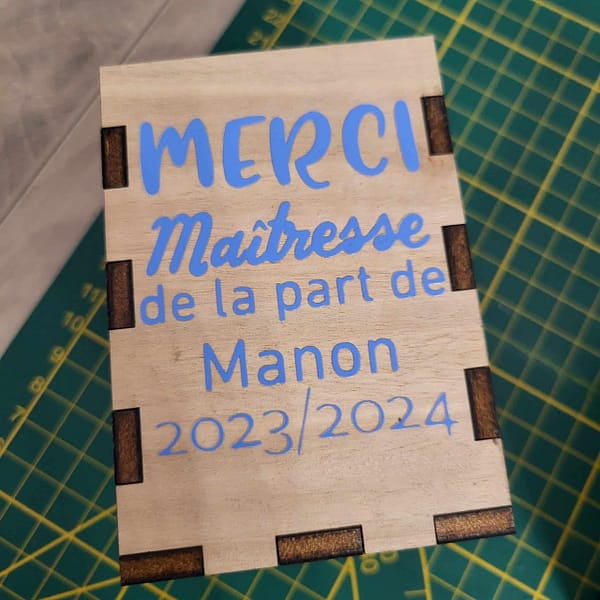 MERCI
Maîtresse
de la part de
Manon
2023/2024